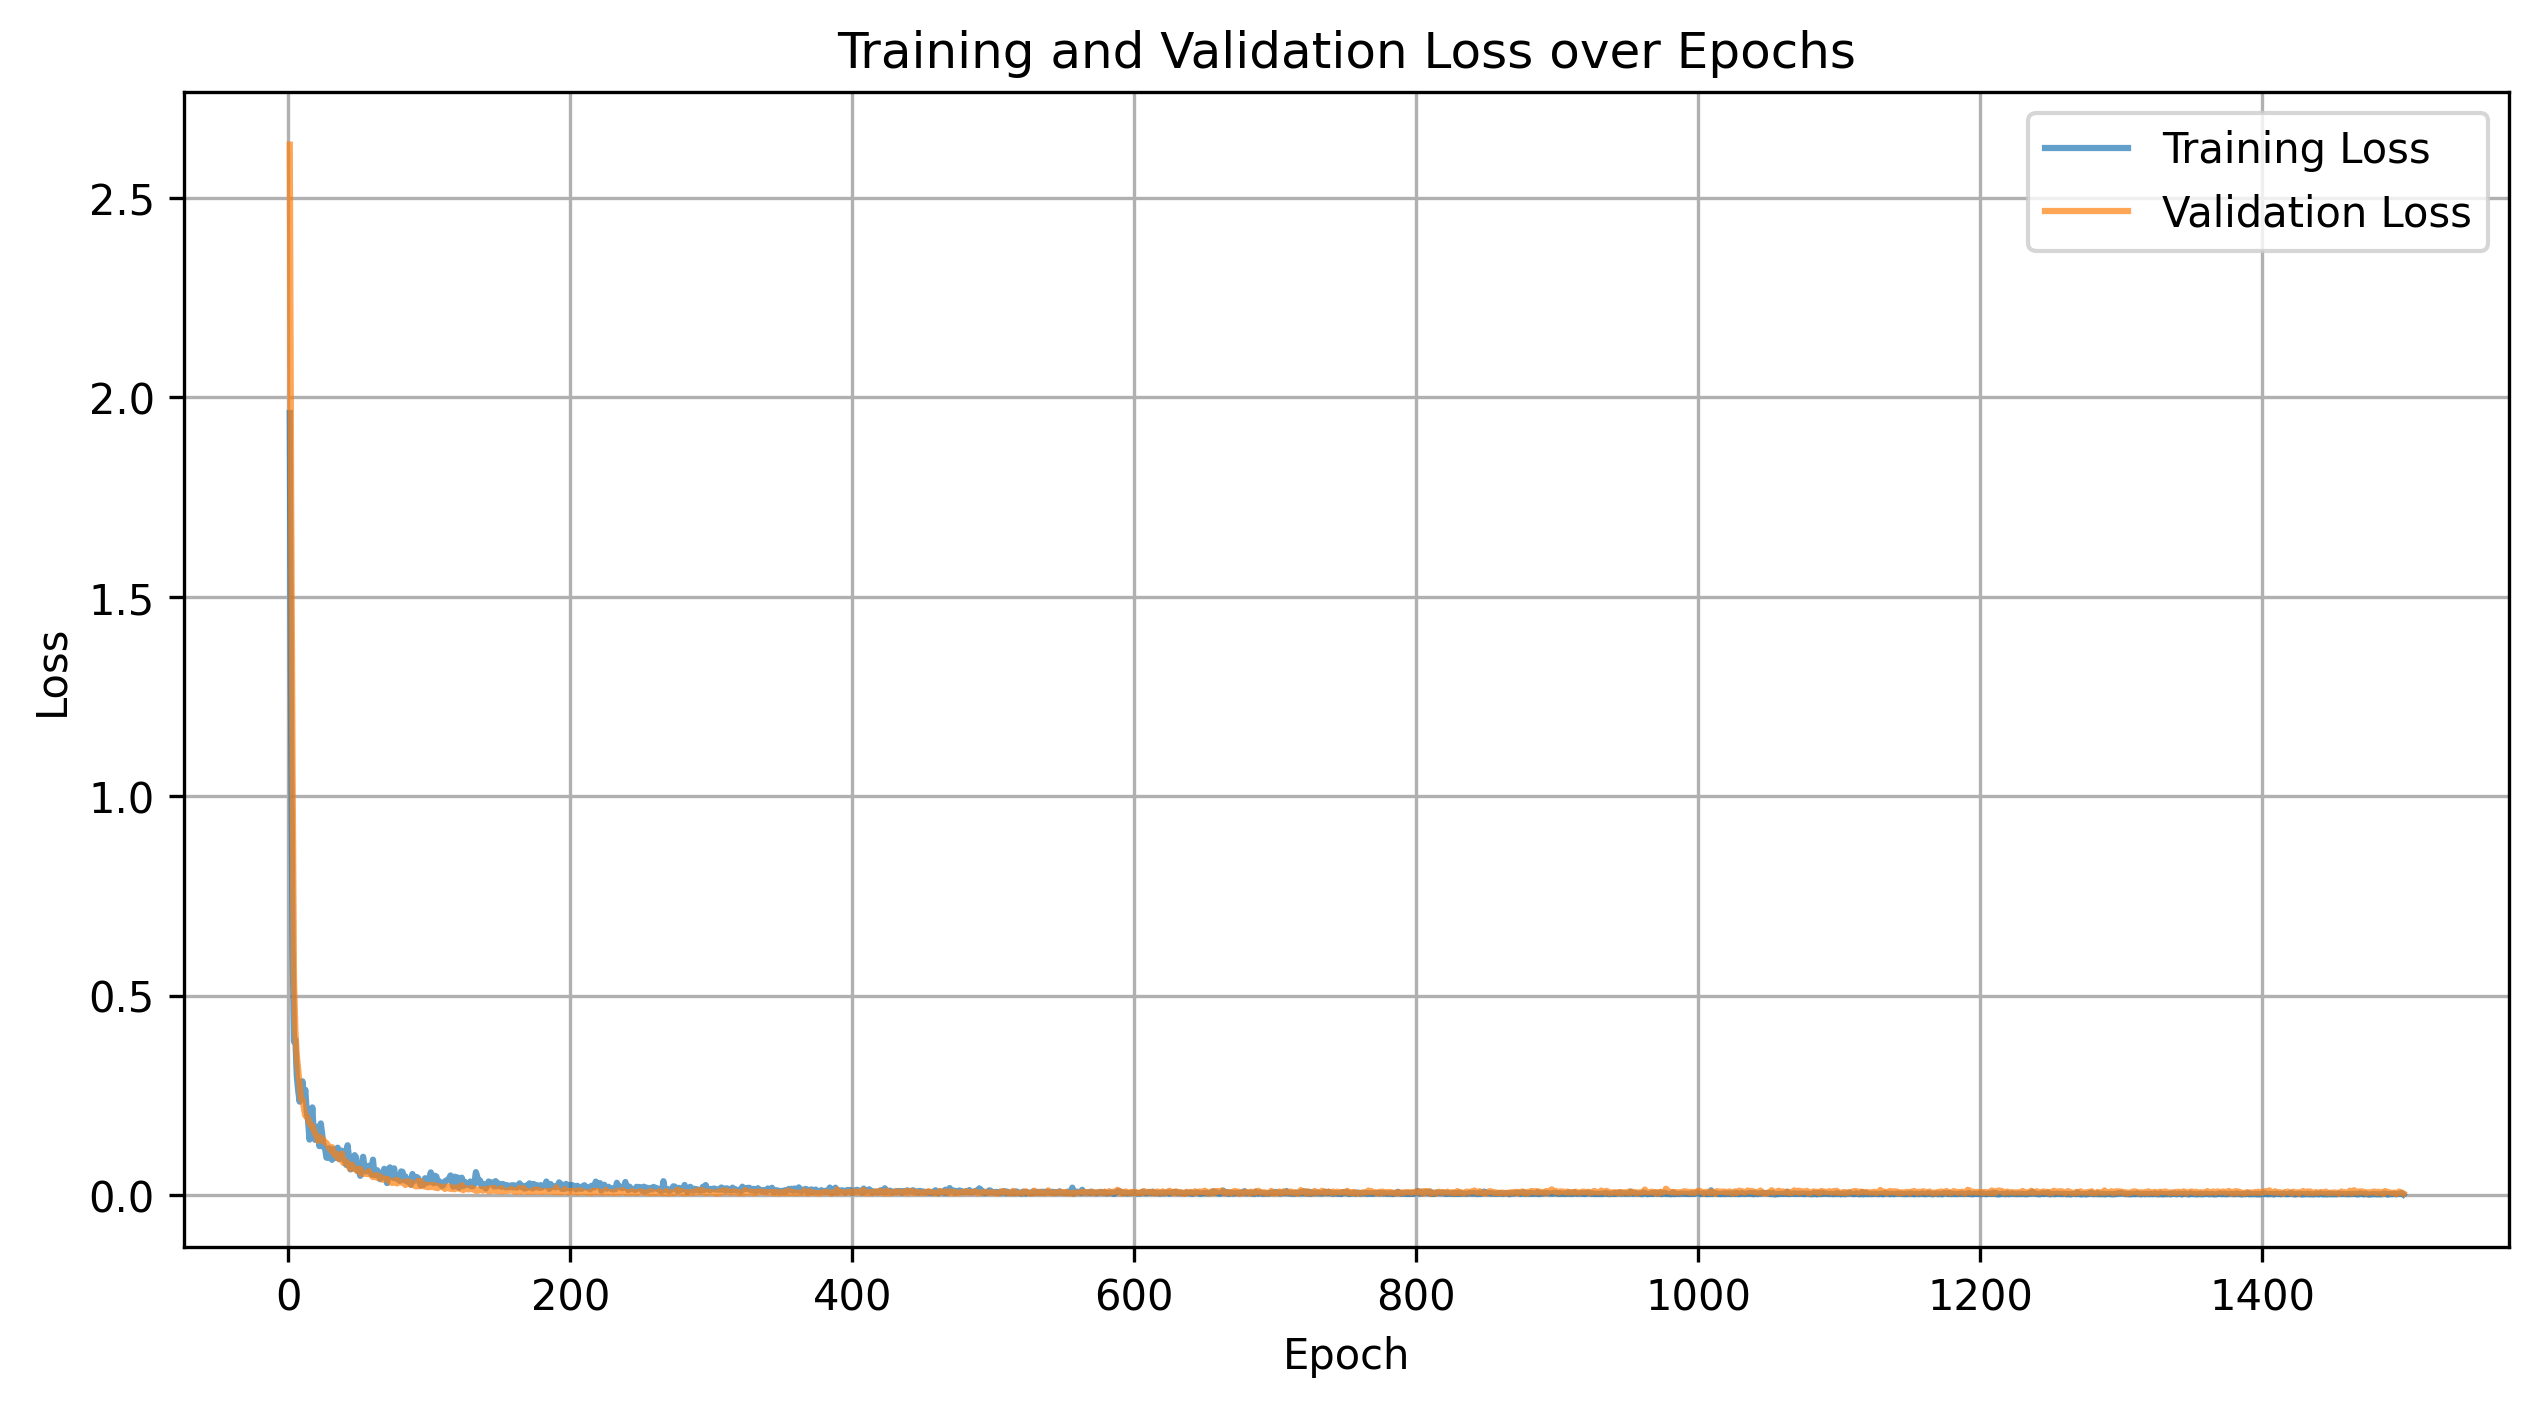 Training and Validation Loss over Epochs
Training Loss
Validation Loss
Loss
2.5
2.0
1.5
1.0
0.5
0.0
0 200 400 600 800 1000 1200 1400
Epoch